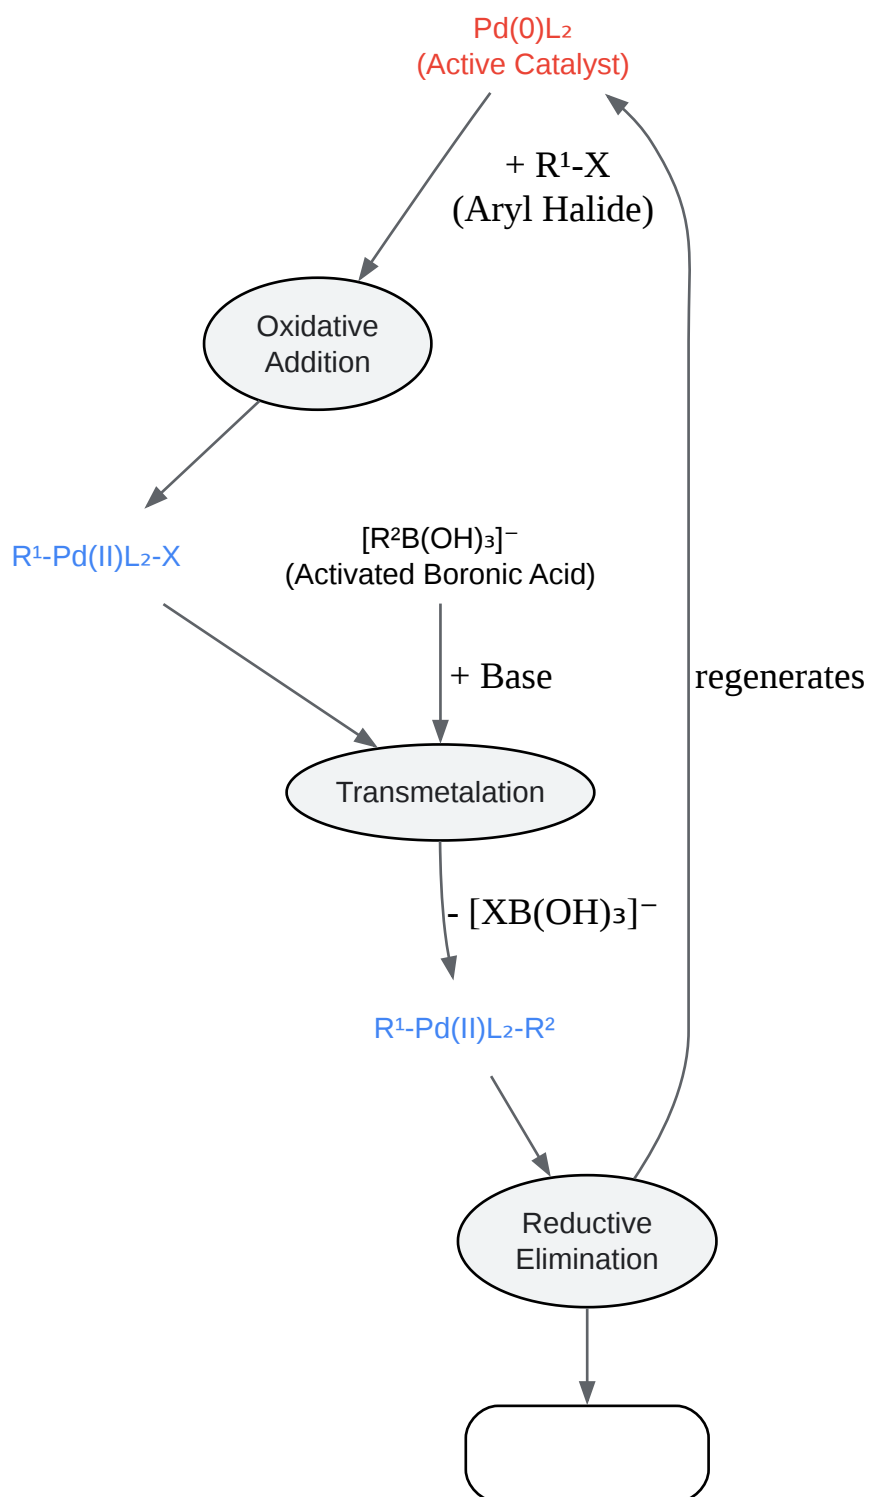 Pd(0)L₂
(Active Catalyst)
+ R¹-X
(Aryl Halide)
Oxidative
Addition
R¹-Pd(II)L₂-X
[R²B(OH)₃]⁻
(Activated Boronic Acid)
+ Base
regenerates
Transmetalation
- [XB(OH)₃]⁻
R¹-Pd(II)L₂-R²
Reductive
Elimination